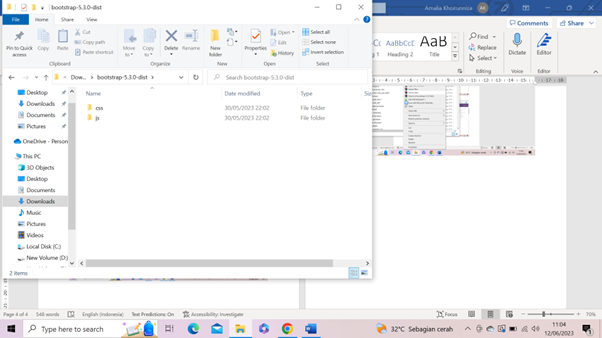 bootstrap-5.3.0-dist
File Home Share View
Pin to Quick access
Copy
Paste
Cut
Copy path
Paste shortcut
Move to
Copy to
Delete
Rename
New folder
Properties
Open
Edit
History
Select all
Select none
Invert selection
Clipboard Organize New Open Select
Dow... bootstrap-5.3.0-dist
Search bootstrap-5.3.0-dist
Name Date modified Type
css 30/05/2023 22:02 File folder
js 30/05/2023 22:02 File folder
Desktop
Downloads
Documents
Pictures
OneDrive - Person
This PC
3D Objects
Desktop
Documents
Downloads
Music
Pictures
Videos
Local Disk (C:)
New Volume (D:)
2 items
Amalia Khoirunnice AK
Comments Share
AaBbCcC AaB
Heading 2 Title
Find
Replace
Select
Dictate
Editor
Styles Editing Voice Editor
Page 4 of 4 548 words English (Indonesia) Text Predictions: On Accessibility: Investigate
Focus 70%
Type here to search
32°C Sebagian cerah
11:04
12/06/2023